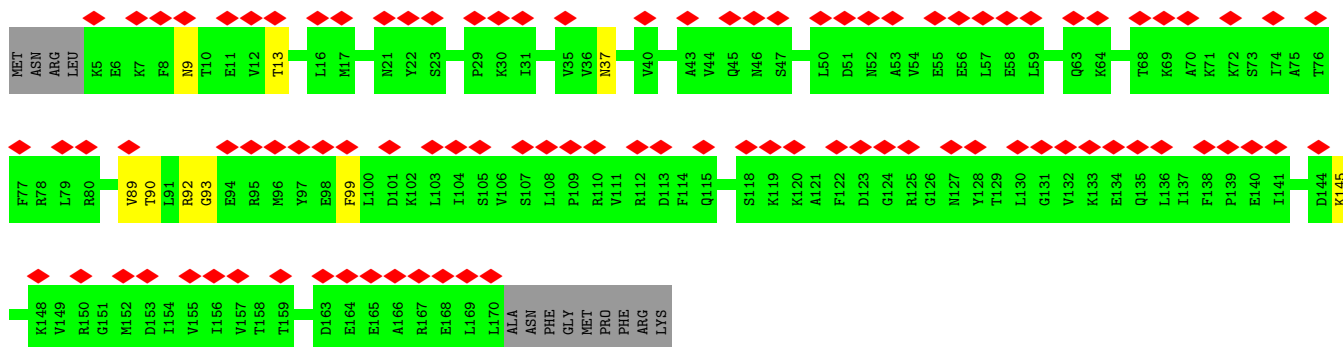 MET ASN ARG LEU K5 E6 K7 F8 N9 T10 E11 V12 T13 L16 M17 N21 Y22 S23 P29 K30 I31 V35 V36 N37 V40 A43 V44 Q45 N46 S47 L50 D51 N52 A53 V54 E55 E56 L57 E58 L59 Q63 K64 T68 K69 A70 K71 K72 S73 I74 A75 T76
F77 R78 L79 R80 V89 T90 L91 R92 G93 E94 R95 M96 Y97 E98 F99 L100 D101 K102 L103 I104 S105 V106 S107 L108 P109 R110 V111 R112 D113 F114 Q115 S118 K119 K120 A121 F122 D123 G124 R125 G126 N127 Y128 T129 L130 G131 V132 K133 E134 Q135 L136 I137 F138 P139 E140 I141 D144 K145
K148 V149 R150 G151 M152 D153 I154 V155 I156 V157 T158 T159 D163 E164 E165 A166 R167 E168 L169 L170 ALA ASN PHE GLY MET PRO PHE ARG LYS